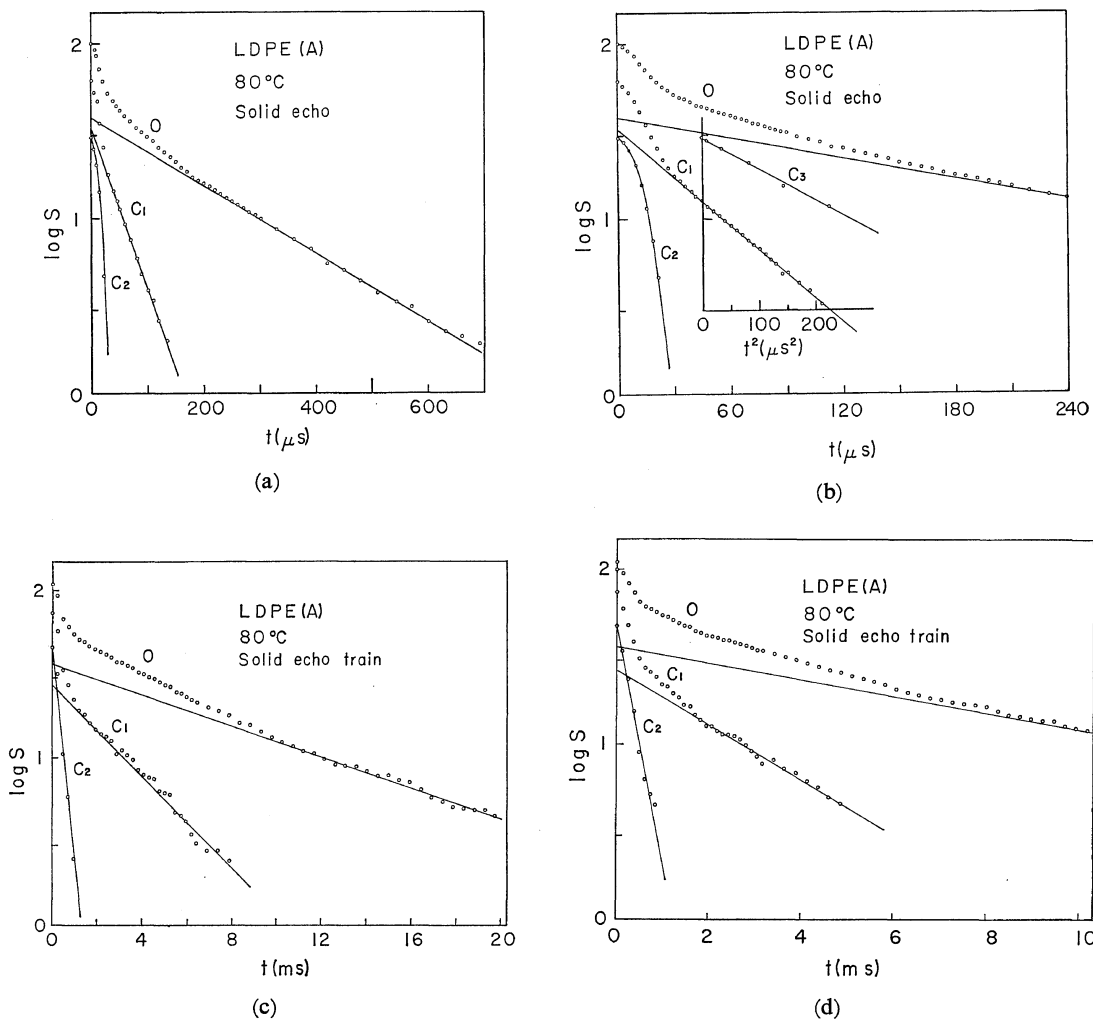 2
LDPE (A)
80°C
Solid echo
O
log S
1
C1
C2
0
0
200
400
600
t (μs)
(a)
2
LDPE (A)
80°C
Solid echo
O
C1
C3
log S
1
C2
0
100
200
t² (μs²)
0
0
60
120
180
240
t (μs)
(b)
2
LDPE (A)
80°C
Solid echo train
O
log S
1
C1
C2
0
0
4
8
12
16
20
t (ms)
(c)
2
LDPE (A)
80°C
Solid echo train
O
C1
log S
1
C2
0
0
2
4
6
8
10
t (ms)
(d)